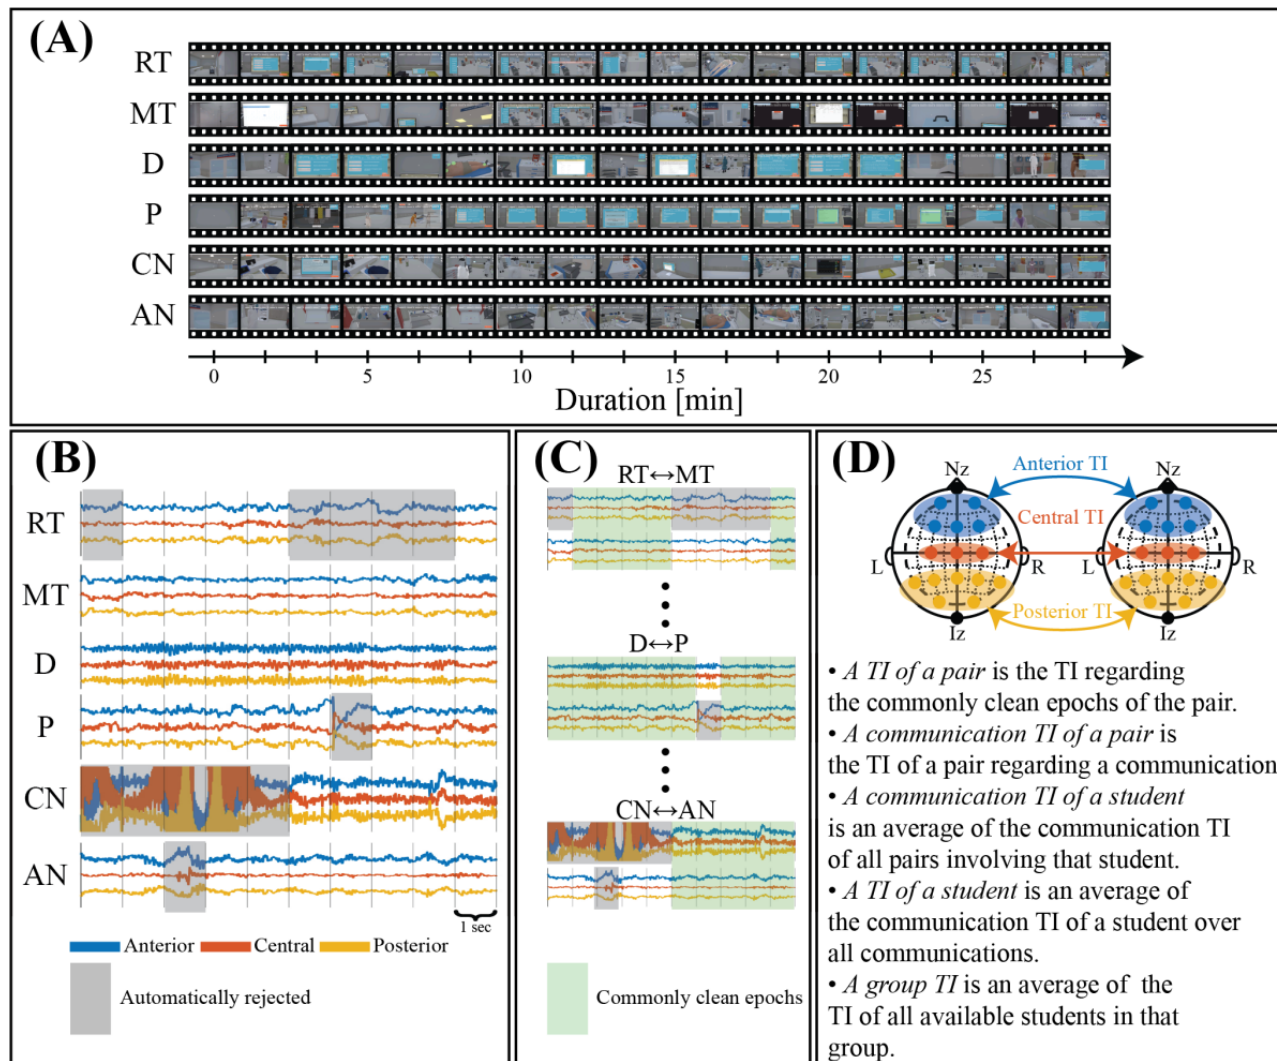 (A)
RT
MT
D
P
CN
AN
0 5 10 15 20 25
Duration [min]
(B)
RT
MT
D
P
CN
AN
1 sec
Anterior Central Posterior
Automatically rejected
(C)
RT↔MT
D↔P
CN↔AN
Commonly clean epochs
(D)
Nz Nz
Anterior TI
Central TI
L R L R
Posterior TI
Iz Iz
• A TI of a pair is the TI regarding
the commonly clean epochs of the pair.
• A communication TI of a pair is
the TI of a pair regarding a communication
• A communication TI of a student
is an average of the communication TI
of all pairs involving that student.
• A TI of a student is an average of
the communication TI of a student over
all communications.
• A group TI is an average of the
TI of all available students in that
group.